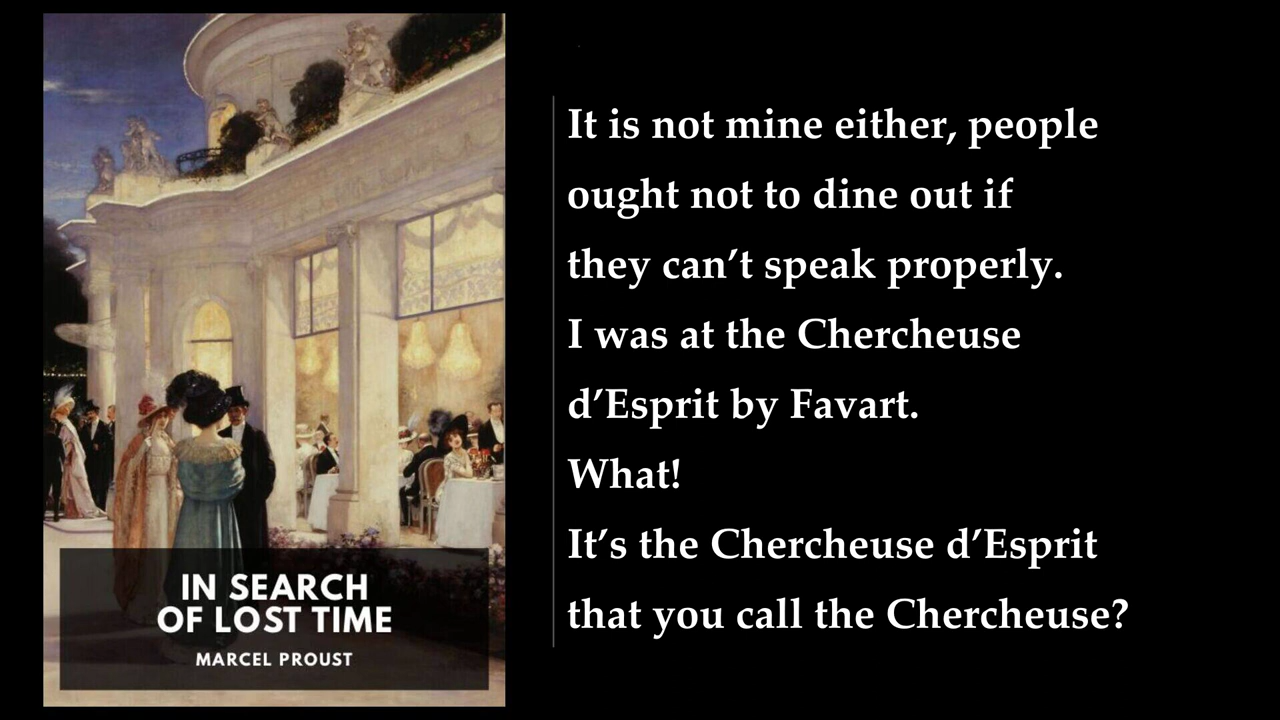 IN SEARCH
OF LOST TIME
MARCEL PROUST
It is not mine either, people
ought not to dine out if
they can’t speak properly.
I was at the Chercheuse
d’Esprit by Favart.
What!
It’s the Chercheuse d’Esprit
that you call the Chercheuse?